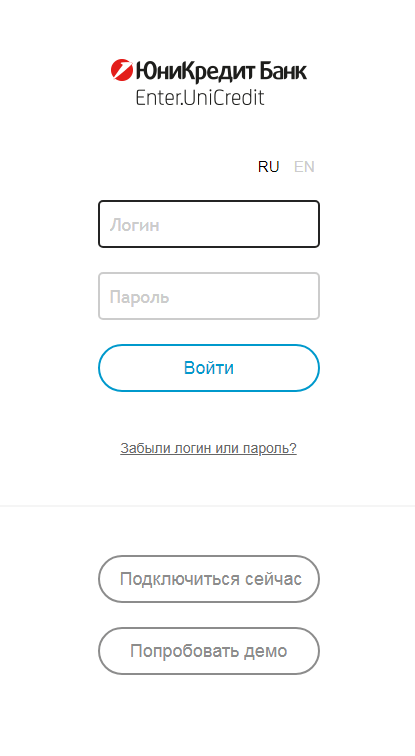 ЮниКредит Банк
Enter.UniCredit
RU EN
Логин
Пароль
Войти
Забыли логин или пароль?
Подключиться сейчас
Попробовать демо